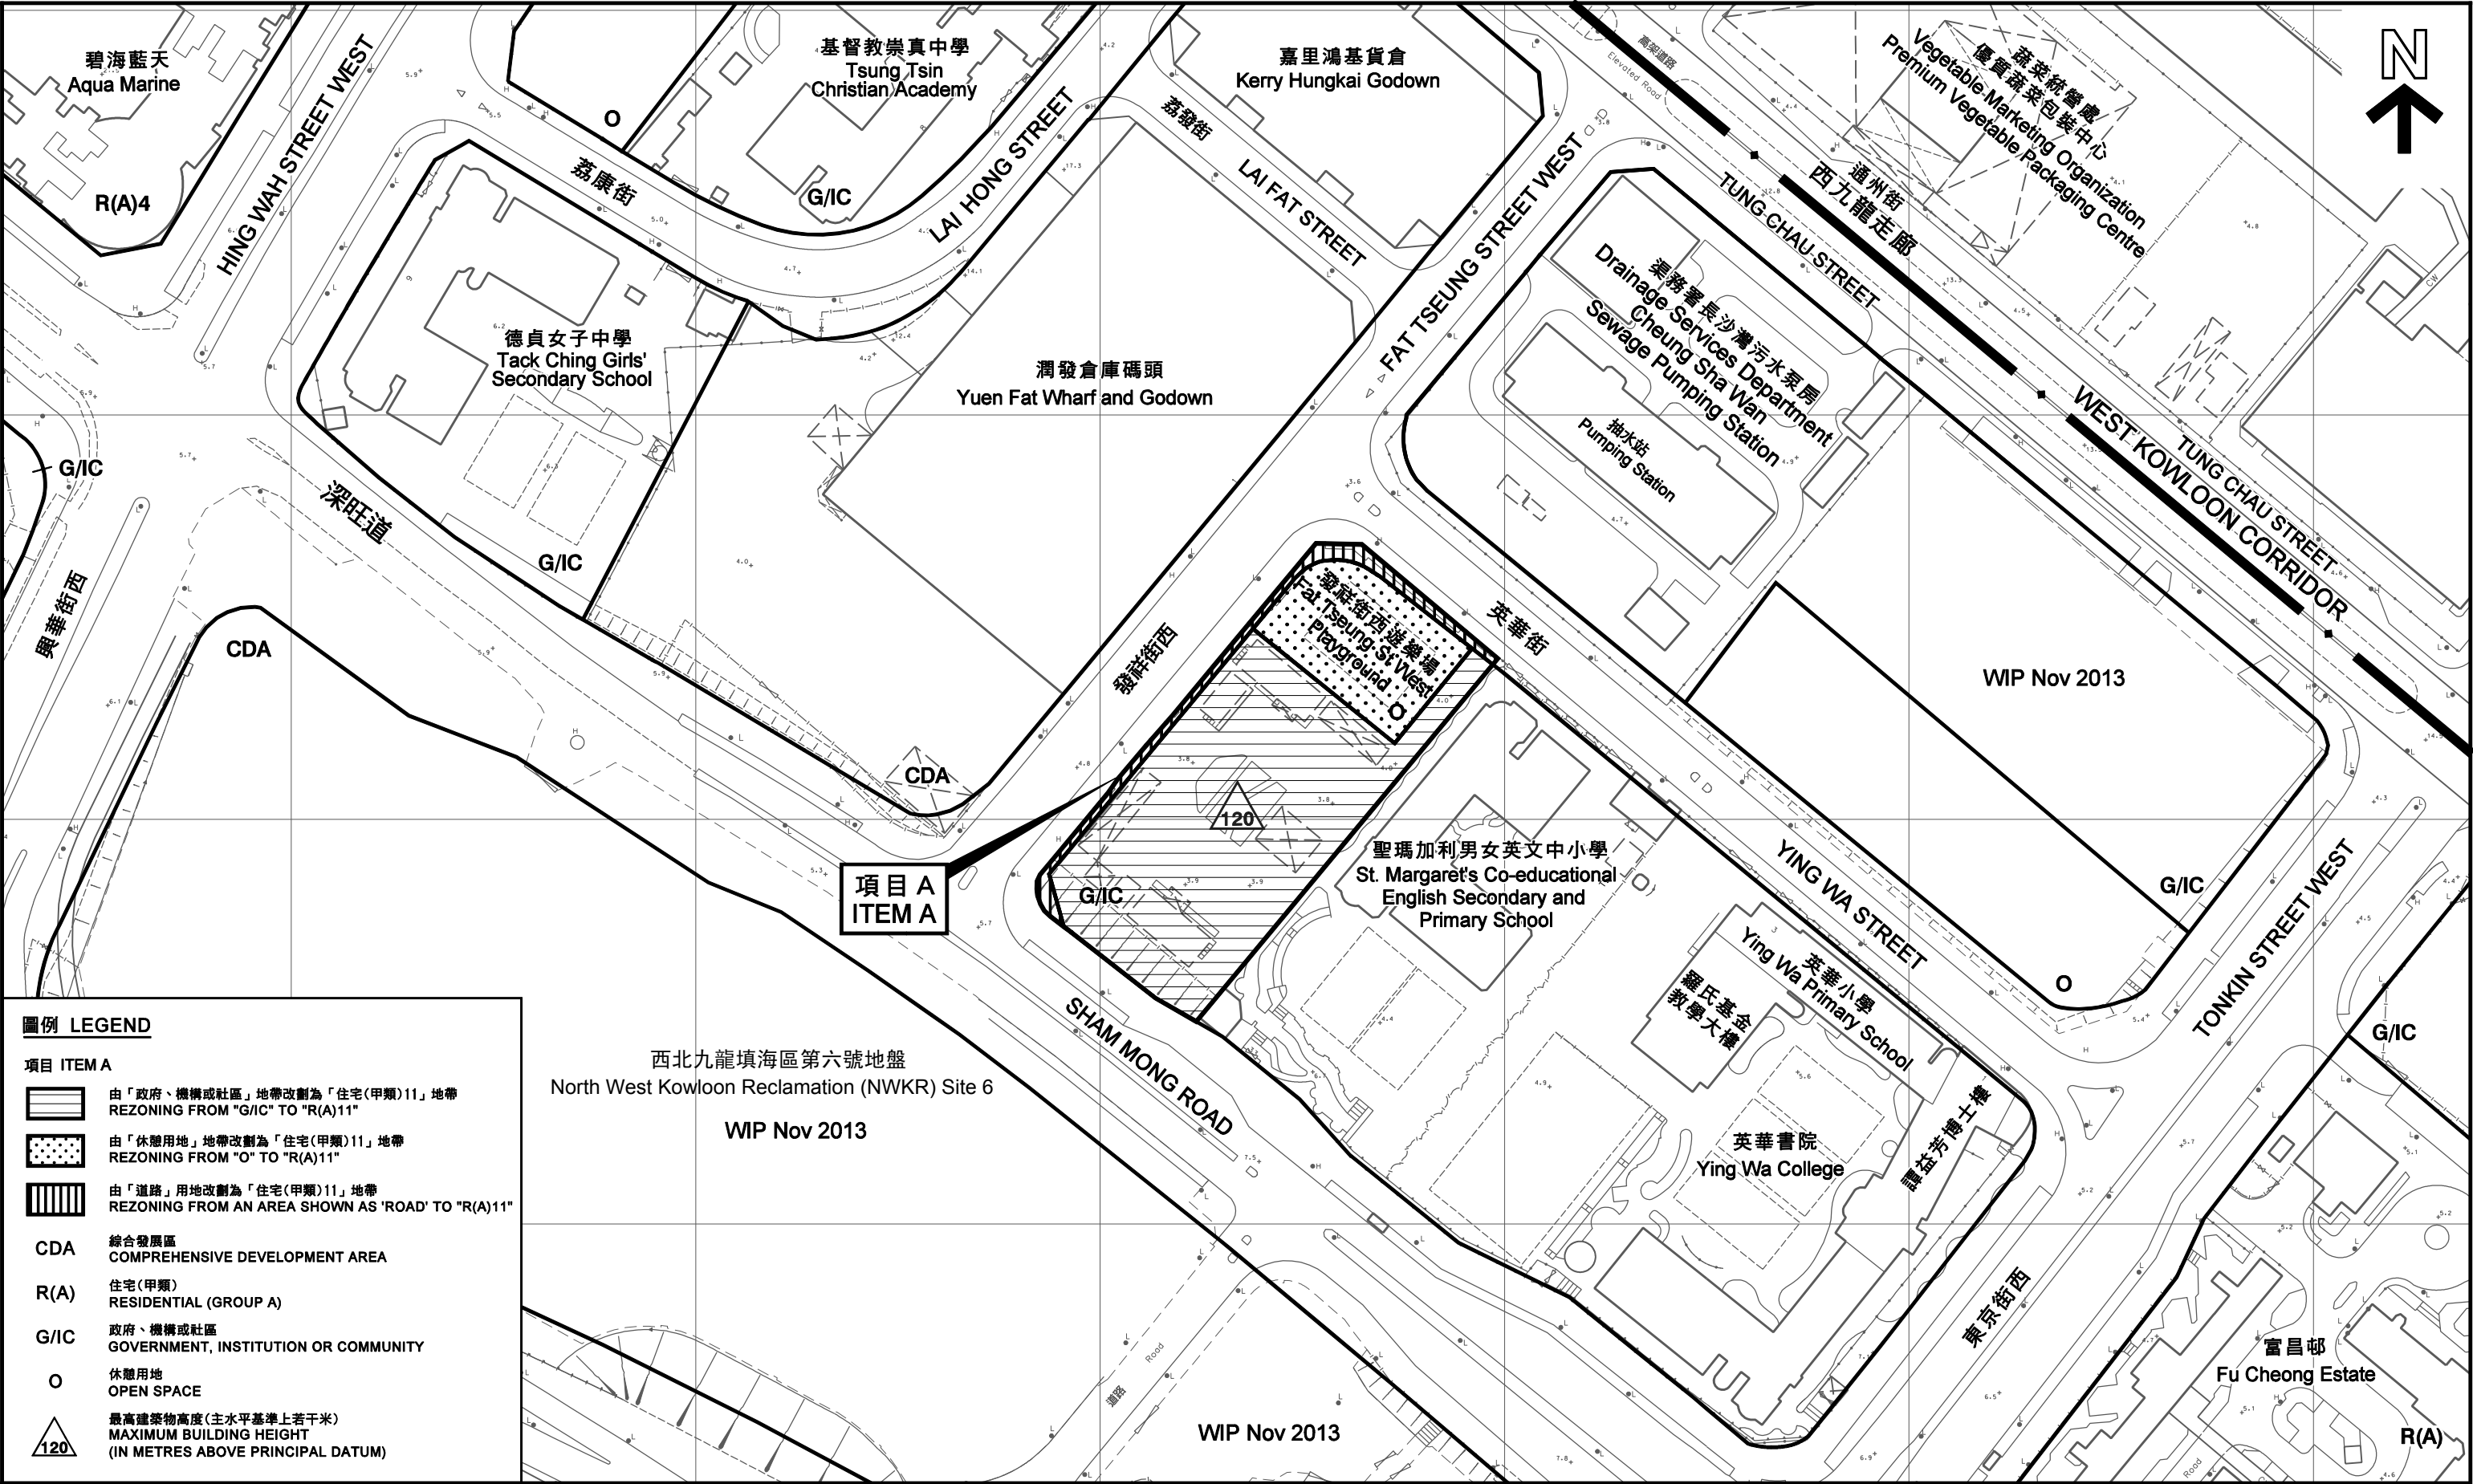 碧海藍天
Aqua Marine
R(A)4
HING WAH STREET WEST
O
基督教崇真中學
Tsung Tsin
Christian Academy
G/IC
荔康街
LAI HONG STREET
嘉里鴻基貨倉
Kerry Hungkai Godown
荔發街
LAI FAT STREET
高架道路
Elevated Road
蔬菜統營處
優質蔬菜包裝中心
Vegetable Marketing Organization
Premium Vegetable Packaging Centre
N
通州街
西九龍走廊
TUNG CHAU STREET
FAT TSEUNG STREET WEST
德貞女子中學
Tack Ching Girls'
Secondary School
G/IC
潤發倉庫碼頭
Yuen Fat Wharf and Godown
渠務署長沙灣污水泵房
Drainage Services Department
Cheung Sha Wan
Sewage Pumping Station
抽水站
Pumping Station
TUNG CHAU STREET
WEST KOWLOON CORRIDOR
G/IC
深旺道
興華街西
CDA
發祥街西
發祥街西遊樂場
Fat Tseung St West
Playground
O
英華街
WIP Nov 2013
CDA
120
項目 A
ITEM A
G/IC
聖瑪加利男女英文中小學
St. Margaret's Co-educational
English Secondary and
Primary School
YING WA STREET
G/IC
O
TONKIN STREET WEST
G/IC
英華小學
Ying Wa Primary School
羅氏基金
教學大樓
SHAM MONG ROAD
西北九龍填海區第六號地盤
North West Kowloon Reclamation (NWKR) Site 6
WIP Nov 2013
英華書院
Ying Wa College
譚益芳博士樓
東京街西
富昌邨
Fu Cheong Estate
R(A)
道路
Road
WIP Nov 2013
Road
圖例 LEGEND
項目 ITEM A
由「政府、機構或社區」地帶改劃為「住宅(甲類)11」地帶
REZONING FROM "G/IC" TO "R(A)11"
由「休憩用地」地帶改劃為「住宅(甲類)11」地帶
REZONING FROM "O" TO "R(A)11"
由「道路」用地改劃為「住宅(甲類)11」地帶
REZONING FROM AN AREA SHOWN AS 'ROAD' TO "R(A)11"
CDA
綜合發展區
COMPREHENSIVE DEVELOPMENT AREA
R(A)
住宅(甲類)
RESIDENTIAL (GROUP A)
G/IC
政府、機構或社區
GOVERNMENT, INSTITUTION OR COMMUNITY
O
休憩用地
OPEN SPACE
120
最高建築物高度(主水平基準上若干米)
MAXIMUM BUILDING HEIGHT
(IN METRES ABOVE PRINCIPAL DATUM)